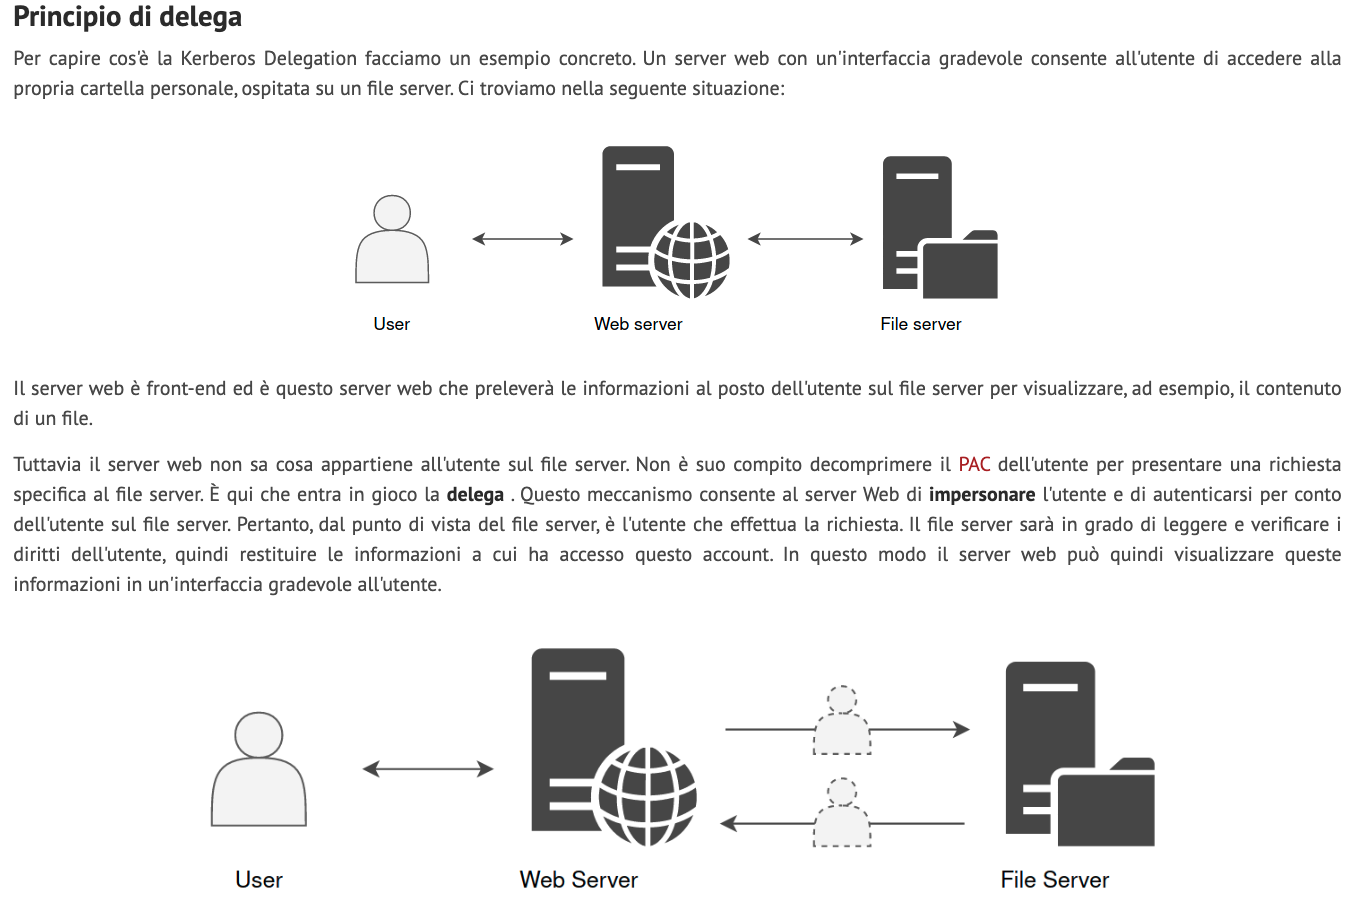 Principio di delega
Per capire cos'è la Kerberos Delegation facciamo un esempio concreto. Un server web con un'interfaccia gradevole consente all'utente di accedere alla
propria cartella personale, ospitata su un file server. Ci troviamo nella seguente situazione:
User
Web server
File server
Il server web è front-end ed è questo server web che preleverà le informazioni al posto dell'utente sul file server per visualizzare, ad esempio, il contenuto
di un file.
Tuttavia il server web non sa cosa appartiene all'utente sul file server. Non è suo compito decomprimere il PAC dell'utente per presentare una richiesta
specifica al file server. È qui che entra in gioco la delega . Questo meccanismo consente al server Web di impersonare l'utente e di autenticarsi per conto
dell'utente sul file server. Pertanto, dal punto di vista del file server, è l'utente che effettua la richiesta. Il file server sarà in grado di leggere e verificare i
diritti dell'utente, quindi restituire le informazioni a cui ha accesso questo account. In questo modo il server web può quindi visualizzare queste
informazioni in un'interfaccia gradevole all'utente.
User
Web Server
File Server